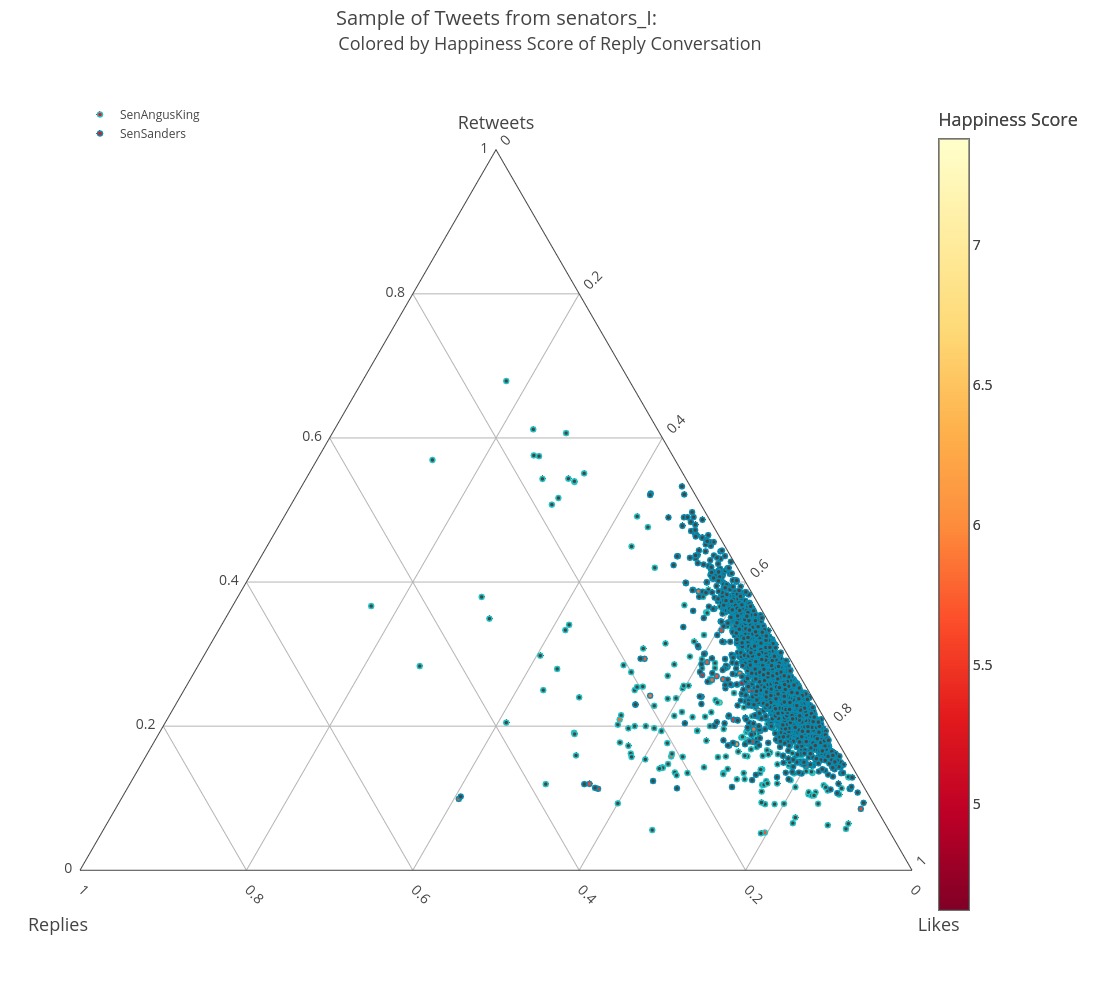 Sample of Tweets from senators_I:
Colored by Happiness Score of Reply Conversation
SenAngusKing
SenSanders
Retweets
Happiness Score
1
0
0.8
0.2
0.6
0.4
0.4
0.6
0.2
0.8
0
1
1
0.8
0.6
0.4
0.2
0
Replies
Likes
7
6.5
6
5.5
5